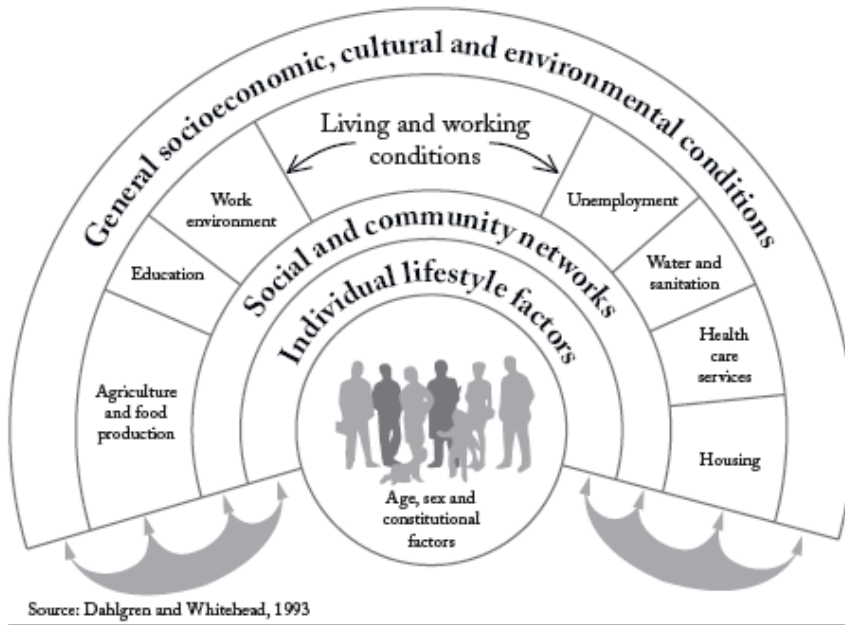 General socioeconomic, cultural and environmental conditions
Living and working
conditions
Work
environment
Unemployment
Education
Water and
sanitation
Agriculture
and food
production
Health
care
services
Housing
Social and community networks
Individual lifestyle factors
Age, sex and
constitutional
factors
Source: Dahlgren and Whitehead, 1993